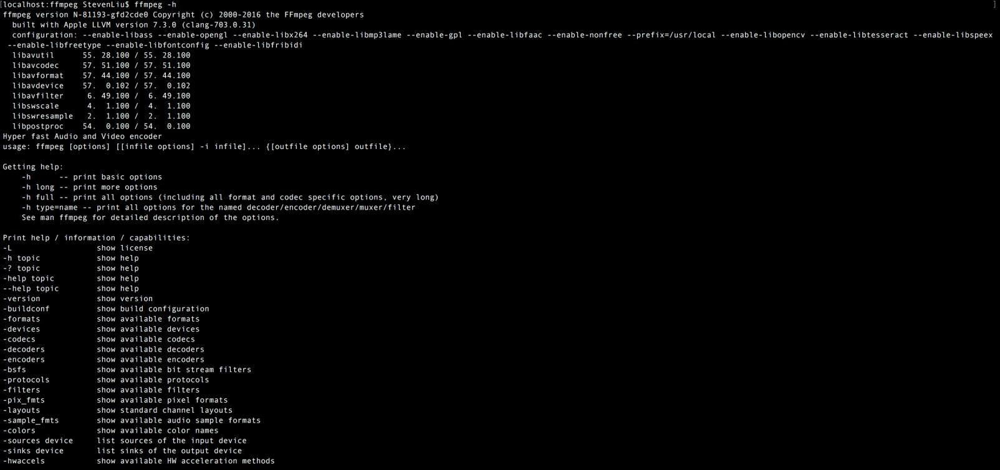 [localhost:ffmpeg StevenLiu$ ffmpeg -h ]
ffmpeg version N-81193-gfd2cde0 Copyright (c) 2000-2016 the FFmpeg developers
  built with Apple LLVM version 7.3.0 (clang-703.0.31)
  configuration: --enable-libass --enable-opengl --enable-libx264 --enable-libmp3lame --enable-gpl --enable-libfaac --enable-nonfree --prefix=/usr/local --enable-libopencv --enable-libtesseract --enable-libspeex
 --enable-libfreetype --enable-libfontconfig --enable-libfribidi
  libavutil      55. 28.100 / 55. 28.100
  libavcodec     57. 51.100 / 57. 51.100
  libavformat    57. 44.100 / 57. 44.100
  libavdevice    57.  0.102 / 57.  0.102
  libavfilter     6. 49.100 /  6. 49.100
  libswscale      4.  1.100 /  4.  1.100
  libswresample   2.  1.100 /  2.  1.100
  libpostproc    54.  0.100 / 54.  0.100
Hyper fast Audio and Video encoder
usage: ffmpeg [options] [[infile options] -i infile]... {[outfile options] outfile}...

Getting help:
    -h      -- print basic options
    -h long -- print more options
    -h full -- print all options (including all format and codec specific options, very long)
    -h type=name -- print all options for the named decoder/encoder/demuxer/muxer/filter
    See man ffmpeg for detailed description of the options.

Print help / information / capabilities:
-L                  show license
-h topic            show help
-? topic            show help
-help topic         show help
--help topic        show help
-version            show version
-buildconf          show build configuration
-formats            show available formats
-devices            show available devices
-codecs             show available codecs
-decoders           show available decoders
-encoders           show available encoders
-bsfs               show available bit stream filters
-protocols          show available protocols
-filters            show available filters
-pix_fmts           show available pixel formats
-layouts            show standard channel layouts
-sample_fmts        show available audio sample formats
-colors             show available color names
-sources device     list sources of the input device
-sinks device       list sinks of the output device
-hwaccels           show available HW acceleration methods